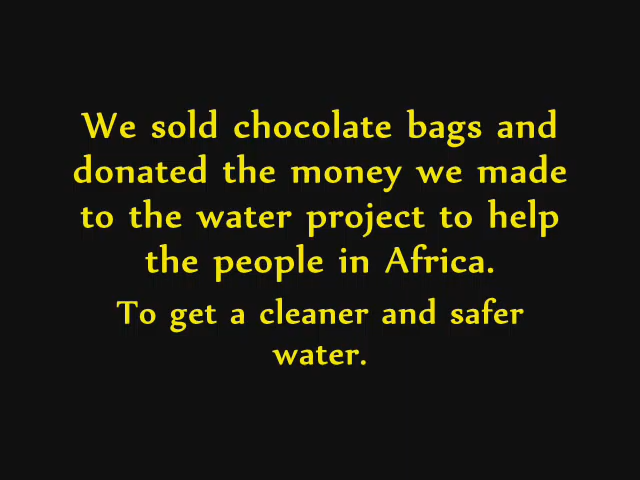 We sold chocolate bags and
donated the money we made
to the water project to help
the people in Africa.
To get a cleaner and safer
water.